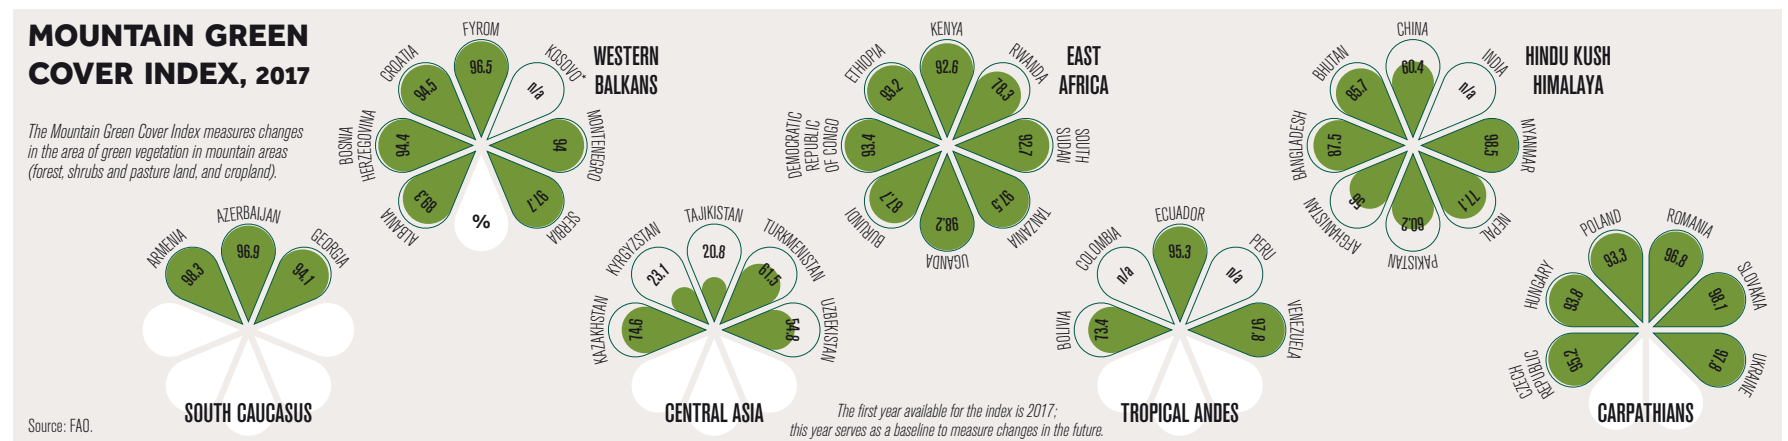 MOUNTAIN GREEN
COVER INDEX, 2017
The Mountain Green Cover Index measures changes
in the area of green vegetation in mountain areas
(forest, shrubs and pasture land, and cropland).
WESTERN
BALKANS
FYROM
96.5
KOSOVO*
n/a
MONTENEGRO
94
SERBIA
97.7
%
ALBANIA
89.3
BOSNIA
HERZEGOVINA
94.4
CROATIA
94.5
EAST
AFRICA
KENYA
92.6
RWANDA
78.3
SOUTH
SUDAN
92.7
TANZANIA
97.5
UGANDA
98.2
BURUNDI
87.7
DEMOCRATIC
REPUBLIC
OF CONGO
93.4
ETHIOPIA
93.2
HINDU KUSH
HIMALAYA
CHINA
60.4
INDIA
n/a
MYANMAR
98.5
NEPAL
77.1
PAKISTAN
60.2
AFGHANISTAN
56
BANGLADESH
87.5
BHUTAN
85.7
ARMENIA
98.3
AZERBAIJAN
96.9
GEORGIA
94.1
SOUTH CAUCASUS
KAZAKHSTAN
74.6
KYRGYZSTAN
23.1
TAJIKISTAN
20.8
TURKMENISTAN
61.5
UZBEKISTAN
54.8
CENTRAL ASIA
BOLIVIA
73.4
COLOMBIA
n/a
ECUADOR
95.3
PERU
n/a
VENEZUELA
97.8
TROPICAL ANDES
CZECH
REPUBLIC
95.2
HUNGARY
93.8
POLAND
93.3
ROMANIA
96.8
SLOVAKIA
98.1
UKRAINE
97.8
CARPATHIANS
The first year available for the index is 2017;
this year serves as a baseline to measure changes in the future.
Source: FAO.